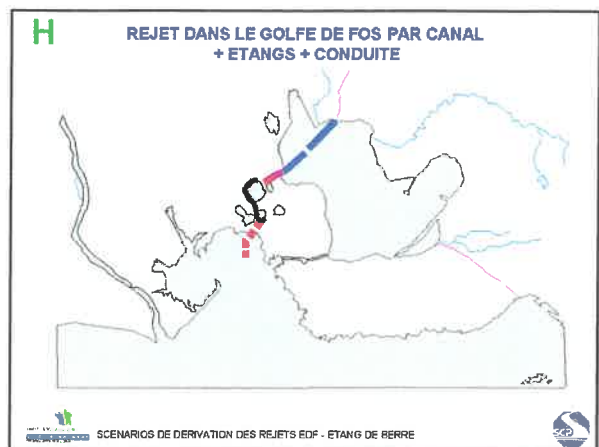 H
REJET DANS LE GOLFE DE FOS PAR CANAL
+ ETANGS + CONDUITE
SCENARIOS DE DERIVATION DES REJETS EDF - ETANG DE BERRE
SCP